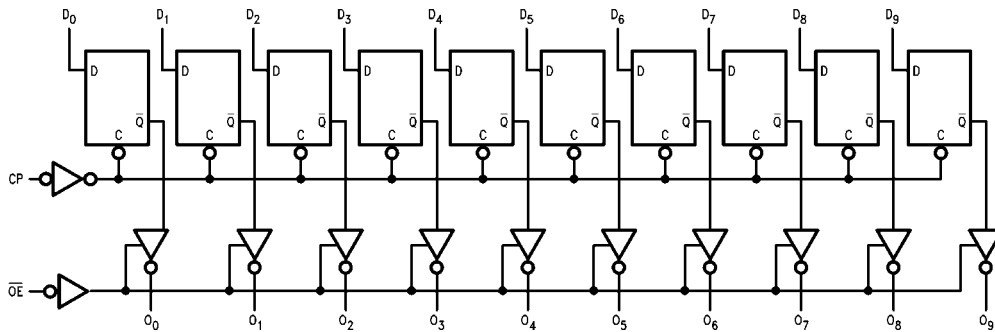 D0 D1 D2 D3 D4 D5 D6 D7 D8 D9
D D D D D D D D D D
Q̅ Q̅ Q̅ Q̅ Q̅ Q̅ Q̅ Q̅ Q̅ Q̅
C C C C C C C C C C
CP
O̅E̅
O0 O1 O2 O3 O4 O5 O6 O7 O8 O9